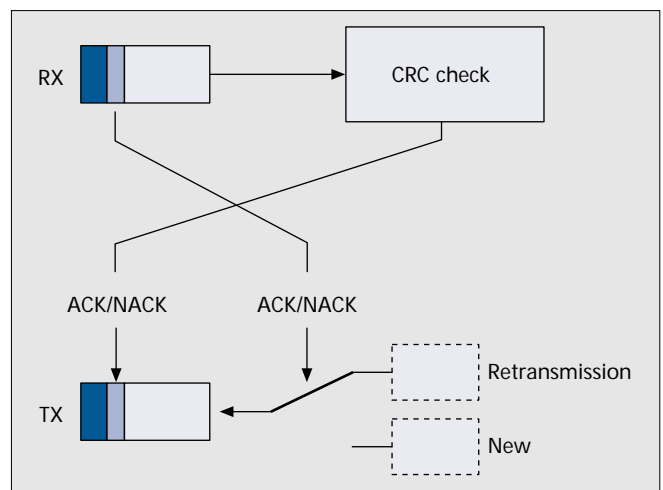 RX
CRC check
ACK/NACK
ACK/NACK
Retransmission
TX
New